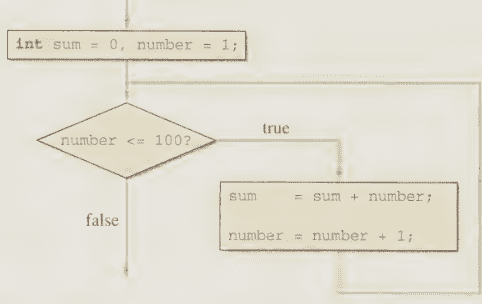 int sum = 0, number = 1;
number <= 100?
true
sum = sum + number;
number = number + 1;
false